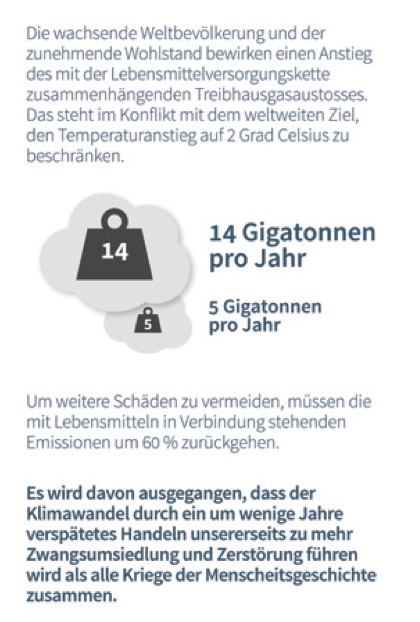 Die wachsende Weltbevölkerung und der
zunehmende Wohlstand bewirken einen Anstieg
des mit der Lebensmittelversorgungskette
zusammenhängenden Treibhausgasaustosses.
Das steht im Konflikt mit dem weltweiten Ziel,
den Temperaturanstieg auf 2 Grad Celsius zu
beschränken.
14
14 Gigatonnen
pro Jahr
5
5 Gigatonnen
pro Jahr
Um weitere Schäden zu vermeiden, müssen die
mit Lebensmitteln in Verbindung stehenden
Emissionen um 60 % zurückgehen.
Es wird davon ausgegangen, dass der
Klimawandel durch ein um wenige Jahre
verspätetes Handeln unsererseits zu mehr
Zwangsumsiedlung und Zerstörung führen
wird als alle Kriege der Menscheitsgeschichte
zusammen.